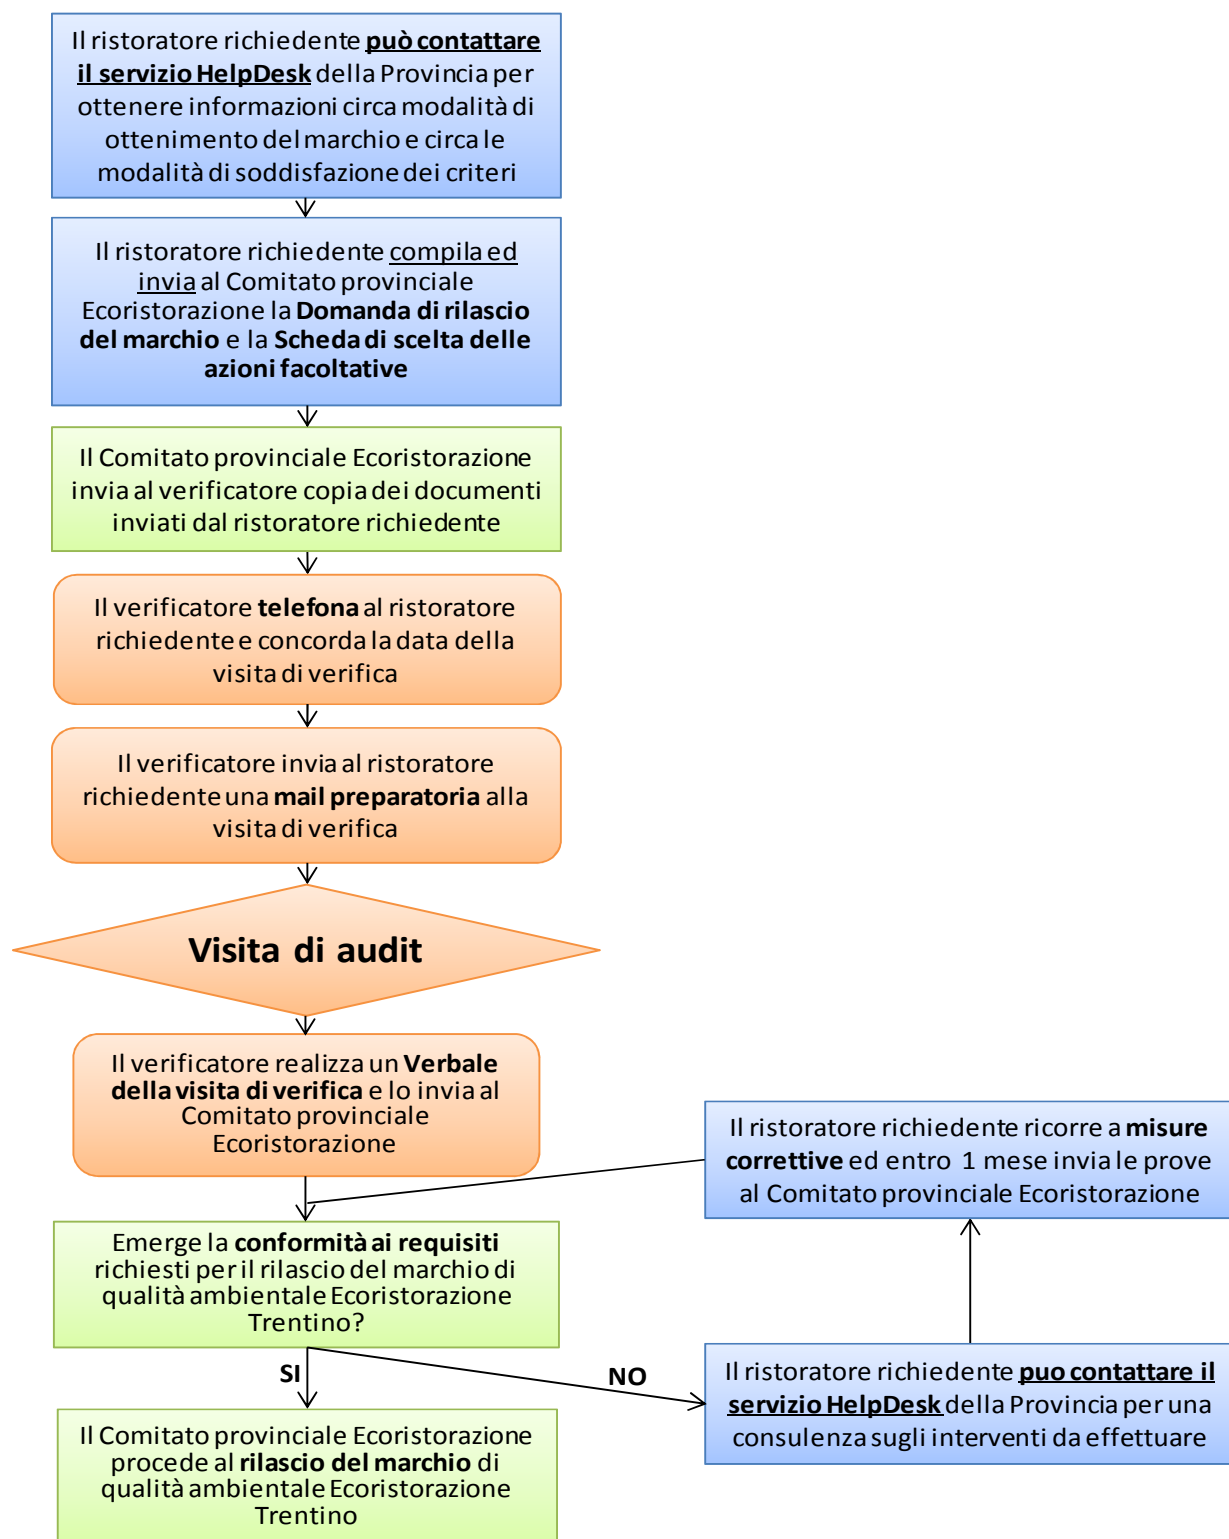 Il ristoratore richiedente può contattare
il servizio HelpDesk della Provincia per
ottenere informazioni circa modalità di
ottenimento del marchio e circa le
modalità di soddisfazione dei criteri
Il ristoratore richiedente compila ed
invia al Comitato provinciale
Ecoristorazione la Domanda di rilascio
del marchio e la Scheda di scelta delle
azioni facoltative
Il Comitato provinciale Ecoristorazione
invia al verificatore copia dei documenti
inviati dal ristoratore richiedente
Il verificatore telefona al ristoratore
richiedente e concorda la data della
visita di verifica
Il verificatore invia al ristoratore
richiedente una mail preparatoria alla
visita di verifica
Visita di audit
Il verificatore realizza un Verbale
della visita di verifica e lo invia al
Comitato provinciale
Ecoristorazione
Il ristoratore richiedente ricorre a misure
correttive ed entro 1 mese invia le prove
al Comitato provinciale Ecoristorazione
Emerge la conformità ai requisiti
richiesti per il rilascio del marchio di
qualità ambientale Ecoristorazione
Trentino?
SI
NO
Il ristoratore richiedente puo contattare il
servizio HelpDesk della Provincia per una
consulenza sugli interventi da effettuare
Il Comitato provinciale Ecoristorazione
procede al rilascio del marchio di
qualità ambientale Ecoristorazione
Trentino